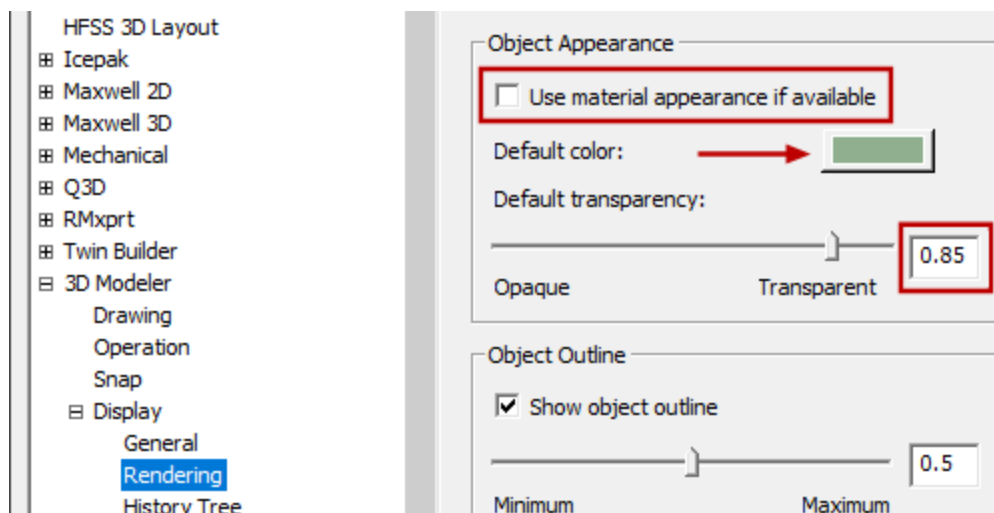 HFSS 3D Layout
Icepak
Maxwell 2D
Maxwell 3D
Mechanical
Q3D
RMxprt
Twin Builder
3D Modeler
Drawing
Operation
Snap
Display
General
Rendering
History Tree
Object Appearance
Use material appearance if available
Default color:
Default transparency:
0.85
Opaque Transparent
Object Outline
Show object outline
0.5
Minimum Maximum